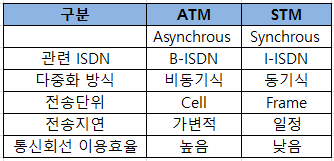 구분 ATM STM
Asynchrous Synchrous
관련 ISDN B-ISDN I-ISDN
다중화 방식 비동기식 동기식
전송단위 Cell Frame
전송지연 가변적 일정
통신회선 이용효율 높음 낮음